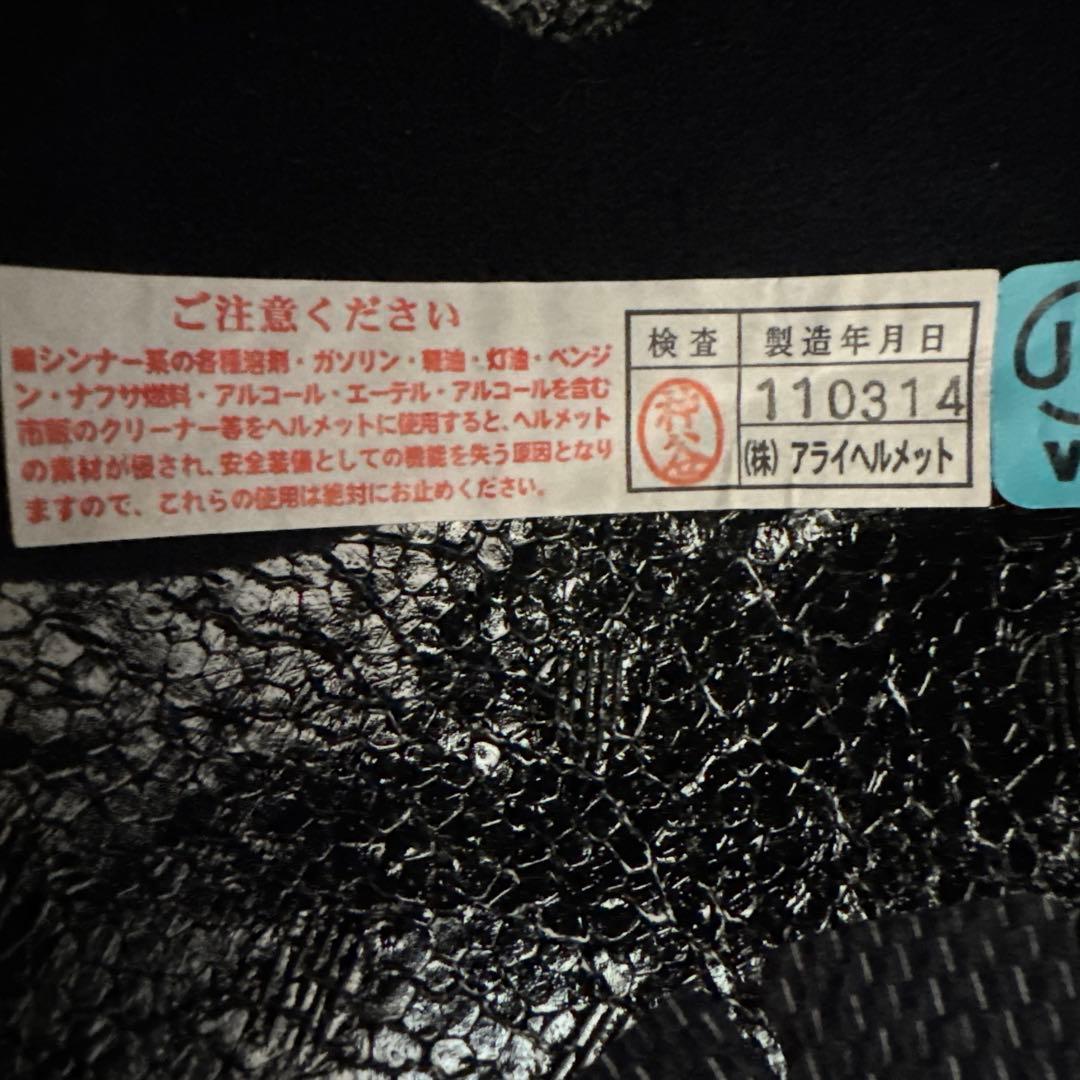 ご注意ください
■シンナー系の各種溶剤・ガソリン・軽油・灯油・ベンジ
ン・ナフサ燃料・アルコール・エーテル・アルコールを含む
市販のクリーナー等をヘルメットに使用すると、ヘルメット
の素材が侵され、安全装備としての機能を失う原因となり
ますので、これらの使用は絶対にお止めください。
検査
製造年月日
110314
(株)アライヘルメット
J